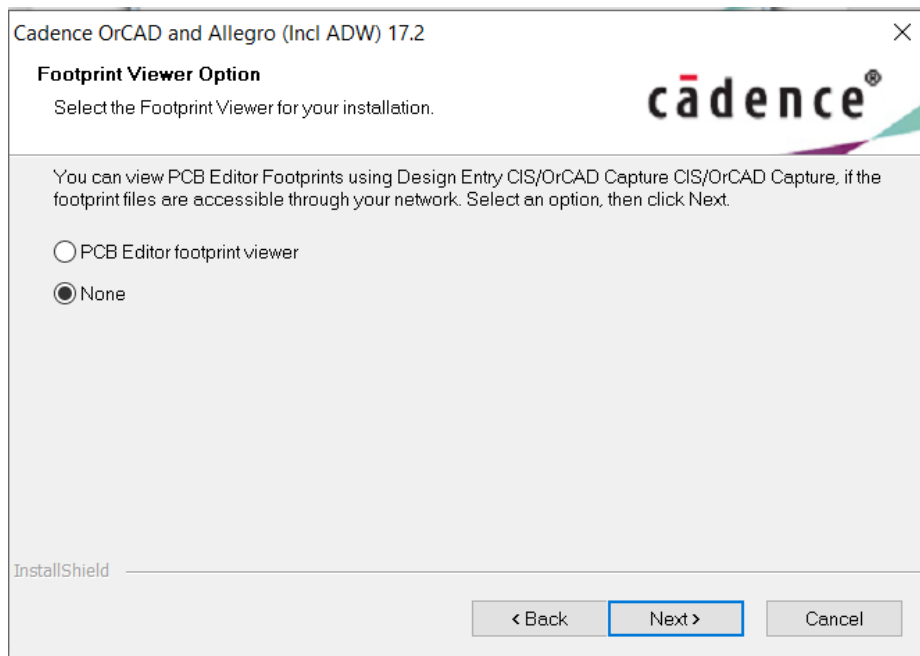 Cadence OrCAD and Allegro (Incl ADW) 17.2
Footprint Viewer Option
Select the Footprint Viewer for your installation.
cādence®
You can view PCB Editor Footprints using Design Entry CIS/OrCAD Capture CIS/OrCAD Capture, if the
footprint files are accessible through your network. Select an option, then click Next.
PCB Editor footprint viewer
None
InstallShield
< Back
Next >
Cancel